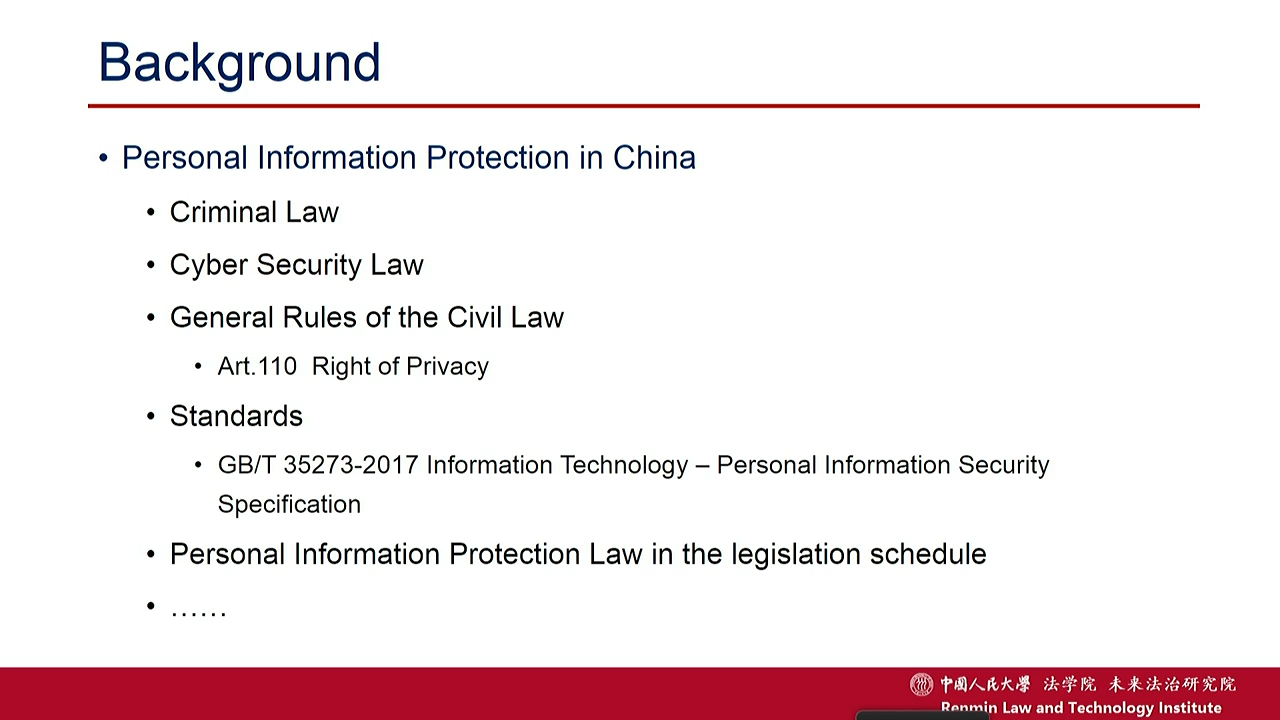 Background
• Personal Information Protection in China
• Criminal Law
• Cyber Security Law
• General Rules of the Civil Law
• Art.110 Right of Privacy
• Standards
• GB/T 35273-2017 Information Technology – Personal Information Security
Specification
• Personal Information Protection Law in the legislation schedule
• ……
中國人民大學 法学院 未来法治研究院
Renmin Law and Technology Institute